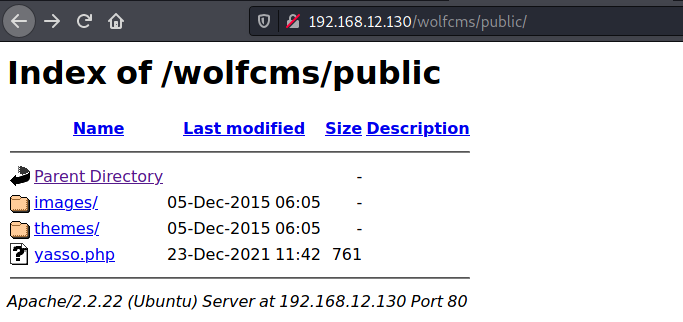 192.168.12.130/wolfcms/public/
Index of /wolfcms/public
Name Last modified Size Description
Parent Directory -
images/ 05-Dec-2015 06:05 -
themes/ 05-Dec-2015 06:05 -
yasso.php 23-Dec-2021 11:42 761
Apache/2.2.22 (Ubuntu) Server at 192.168.12.130 Port 80